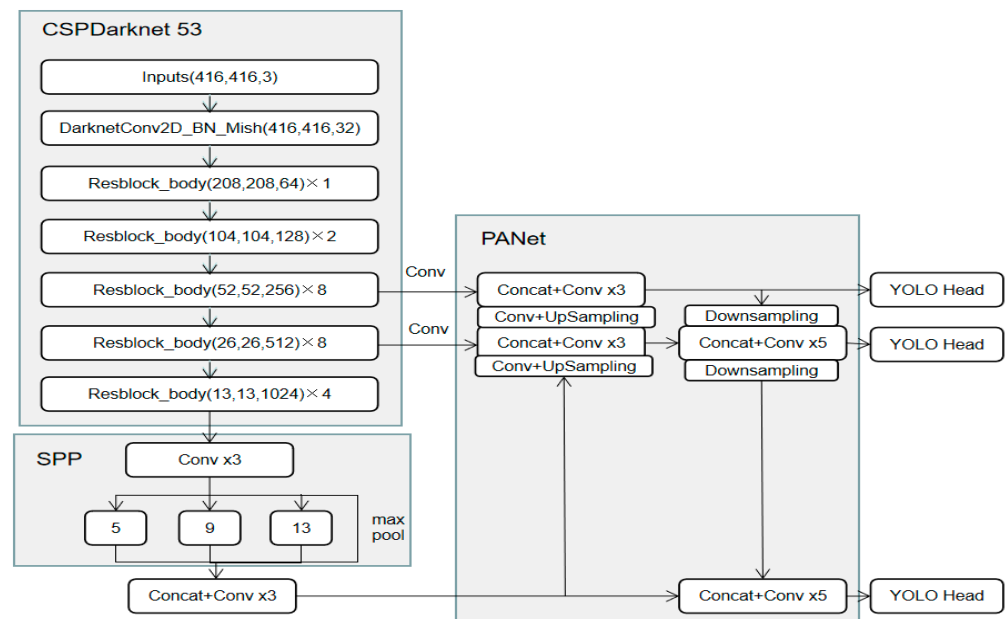 CSPDarknet 53
Inputs(416,416,3)
DarknetConv2D_BN_Mish(416,416,32)
Resblock_body(208,208,64)×1
Resblock_body(104,104,128)×2
Resblock_body(52,52,256)×8
Resblock_body(26,26,512)×8
Resblock_body(13,13,1024)×4
SPP
Conv x3
5
9
13
max
pool
Concat+Conv x3
Conv
Conv
PANet
Concat+Conv x3
Conv+UpSampling
Concat+Conv x3
Conv+UpSampling
Downsampling
Concat+Conv x5
Downsampling
Concat+Conv x5
YOLO Head
YOLO Head
YOLO Head